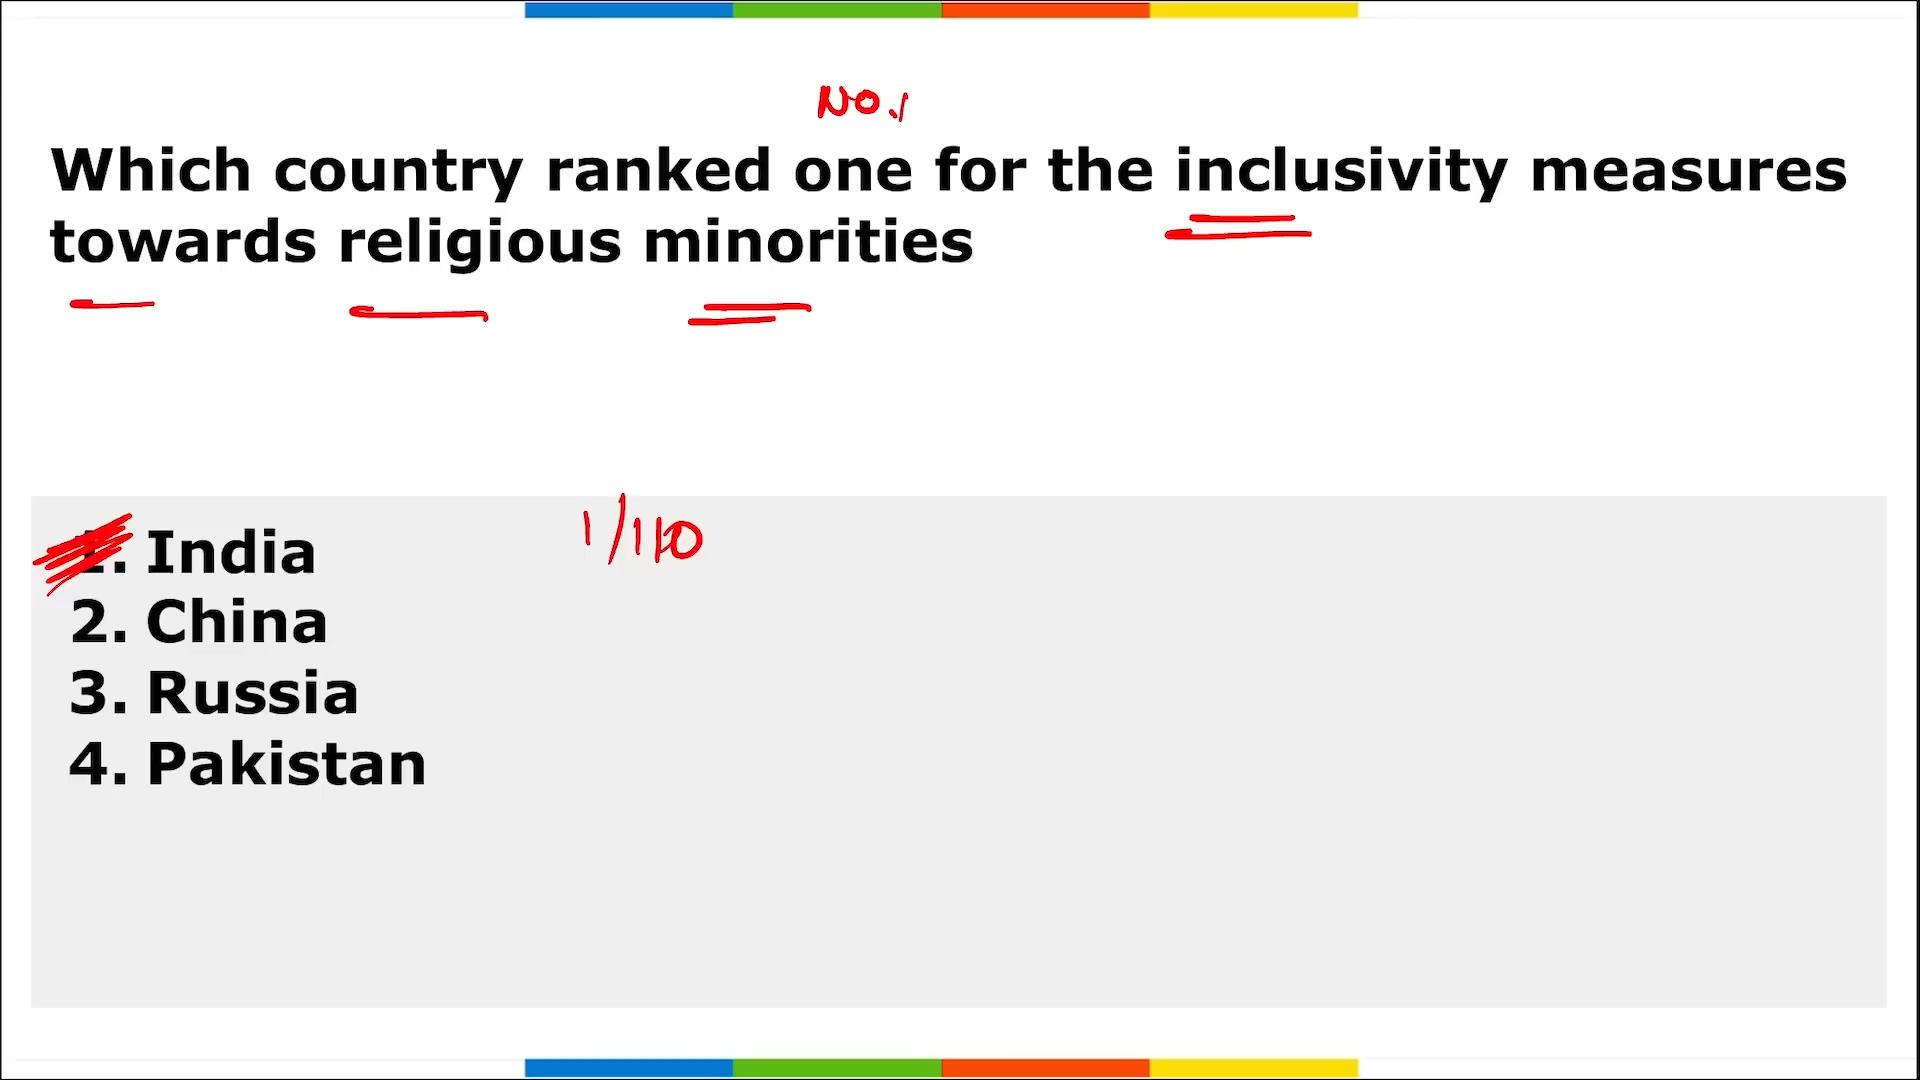 No.1
Which country ranked one for the inclusivity measures
towards religious minorities
1. India
1/110
2. China
3. Russia
4. Pakistan